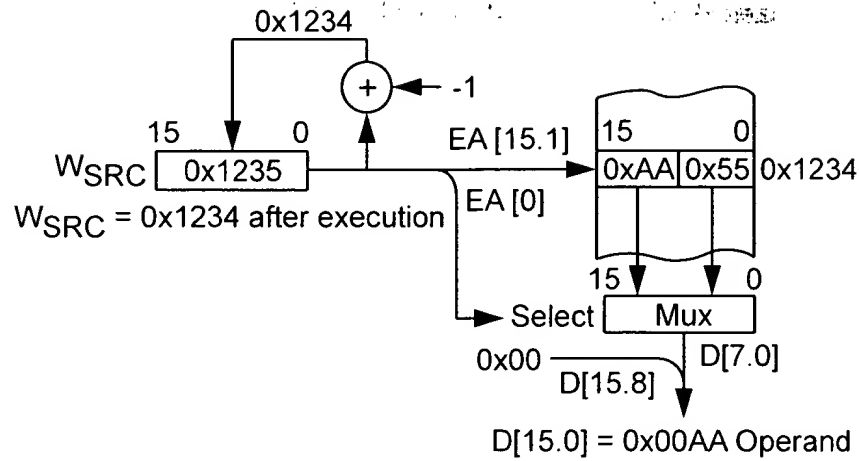 0x1234
+
-1
15 0
W_SRC 0x1235
W_SRC = 0x1234 after execution
EA [15.1]
EA [0]
15 0
0xAA 0x55 0x1234
15 0
Select Mux
0x00
D[7.0]
D[15.8]
D[15.0] = 0x00AA Operand